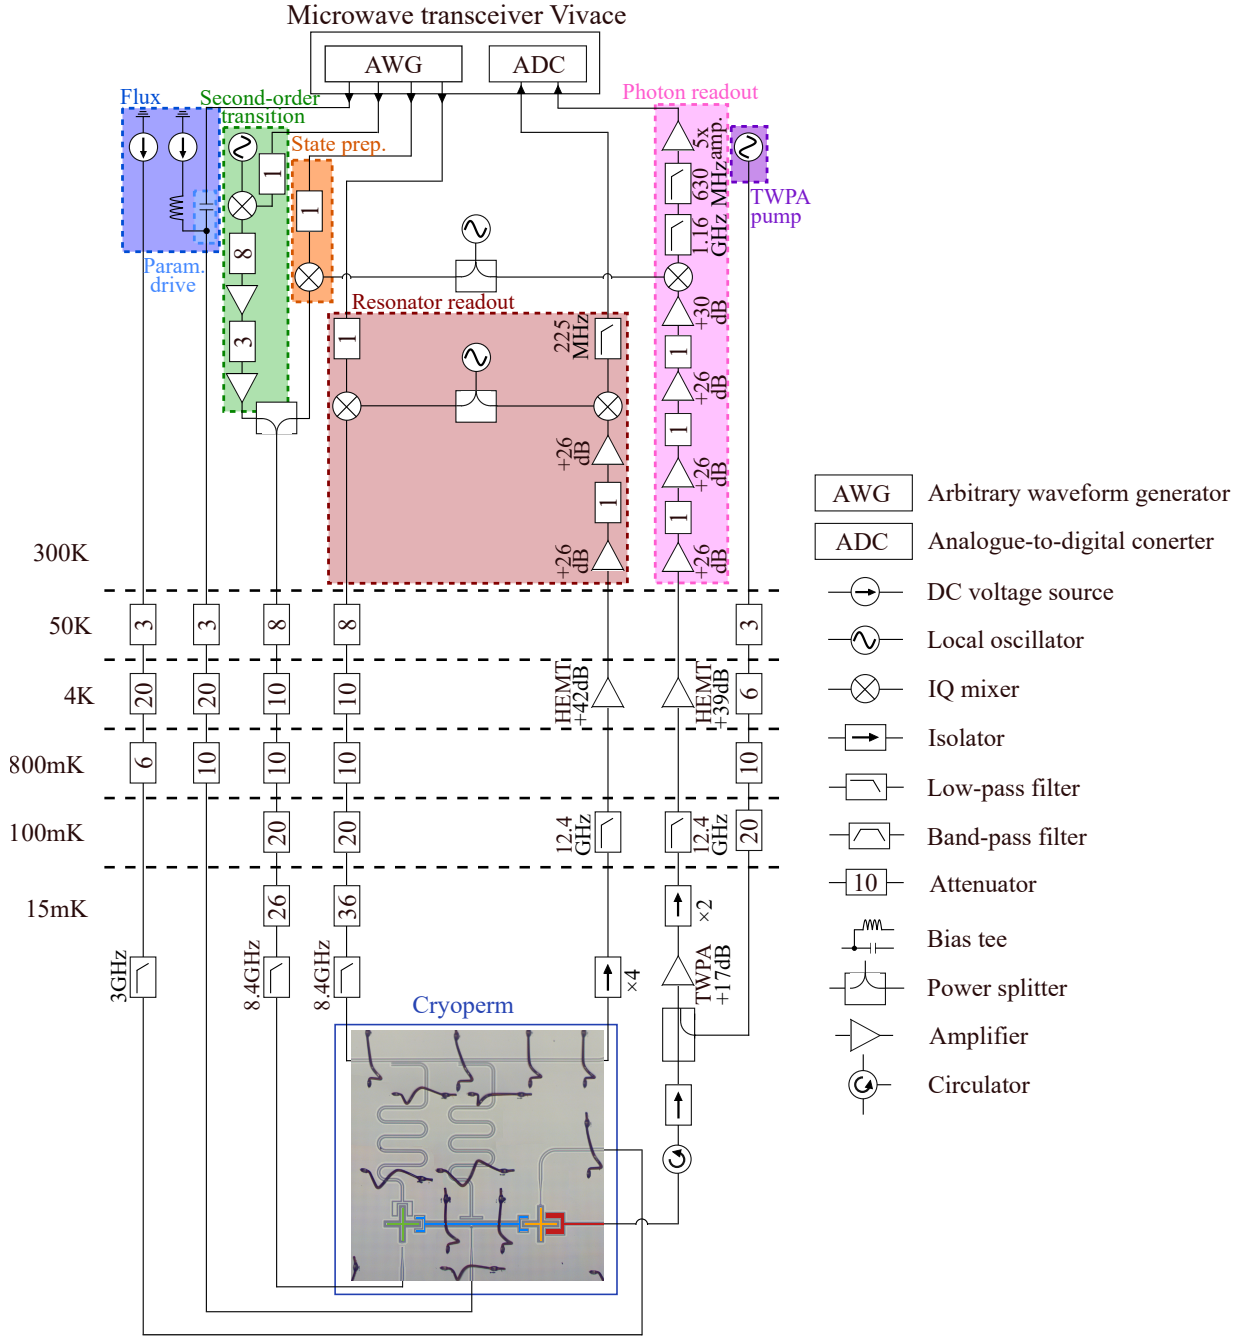 Microwave transceiver Vivace
AWG
ADC
Flux
Second-order
transition
State prep.
Photon readout
5x
amp.
1
1
630
MHz
TWPA
pump
8
1.16
GHz
Param.
drive
3
+30
dB
Resonator readout
1
225
MHz
1
+26
dB
1
+26
dB
1
+26
dB
1
+26
dB
+26
dB
300K
50K
3
3
8
8
3
4K
20
20
10
10
HEMT
+42dB
HEMT
+39dB
6
800mK
6
10
10
10
10
100mK
20
20
12.4
GHz
12.4
GHz
20
15mK
26
36
×2
3GHz
8.4GHz
8.4GHz
×4
TWPA
+17dB
Cryoperm
AWG
Arbitrary waveform generator
ADC
Analogue-to-digital conerter
DC voltage source
Local oscillator
IQ mixer
Isolator
Low-pass filter
Band-pass filter
10
Attenuator
Bias tee
Power splitter
Amplifier
Circulator